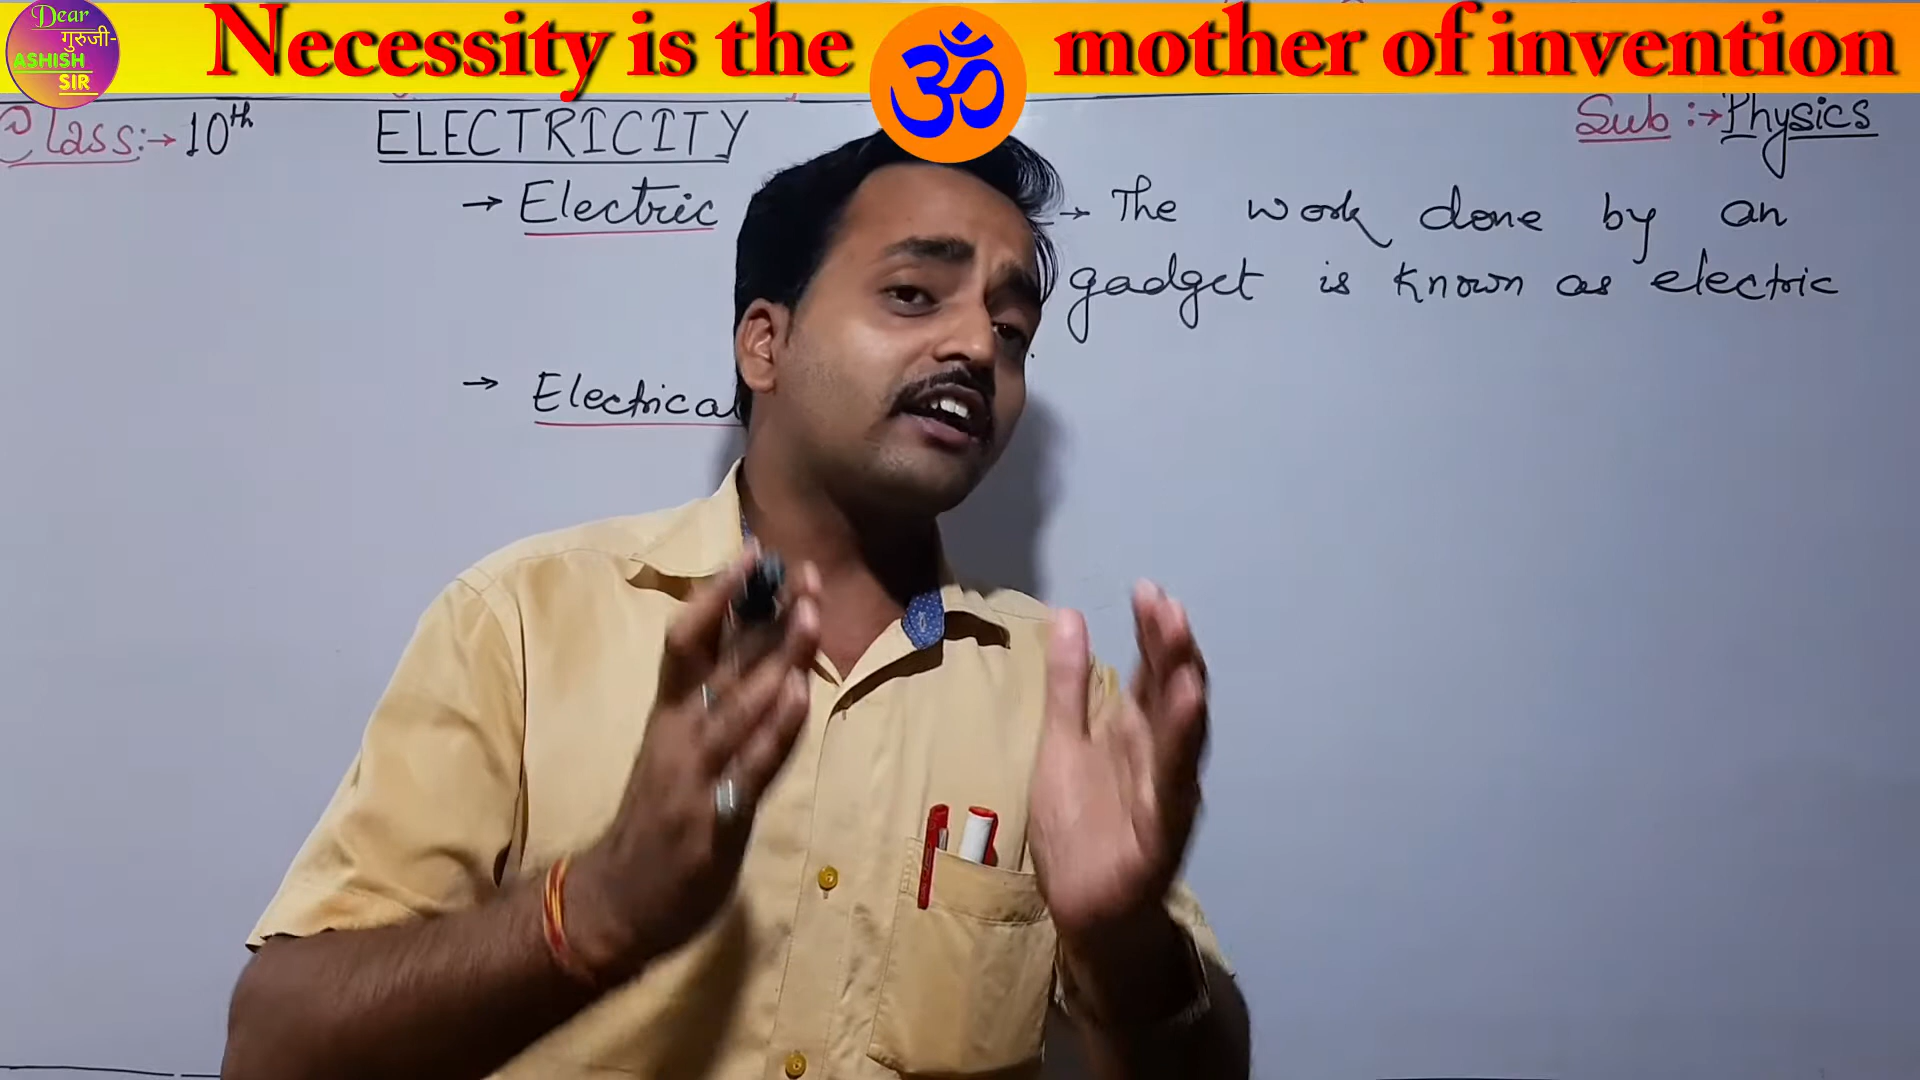 Dear
गुरुजी-
ASHISH
SIR
Necessity is the ॐ mother of invention
Class:→ 10th
ELECTRICITY
Sub :→ Physics
→ Electric
→ The work done by an
gadget is known as electric
→ Electrical